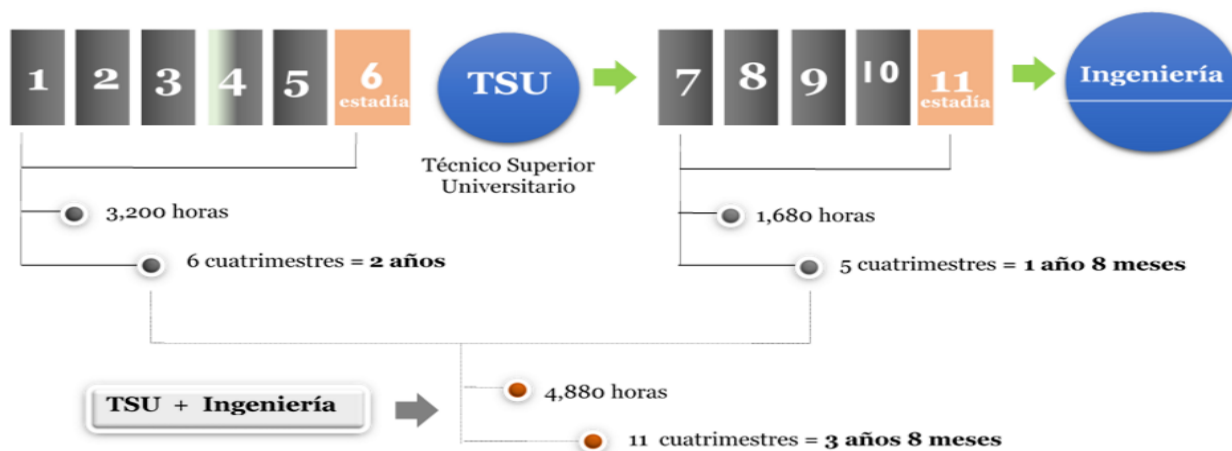 1 2 3 4 5 6
estadía
TSU
Técnico Superior
Universitario
7 8 9 10 11
estadía
Ingeniería
3,200 horas
6 cuatrimestres = 2 años
1,680 horas
5 cuatrimestres = 1 año 8 meses
TSU + Ingeniería
4,880 horas
11 cuatrimestres = 3 años 8 meses